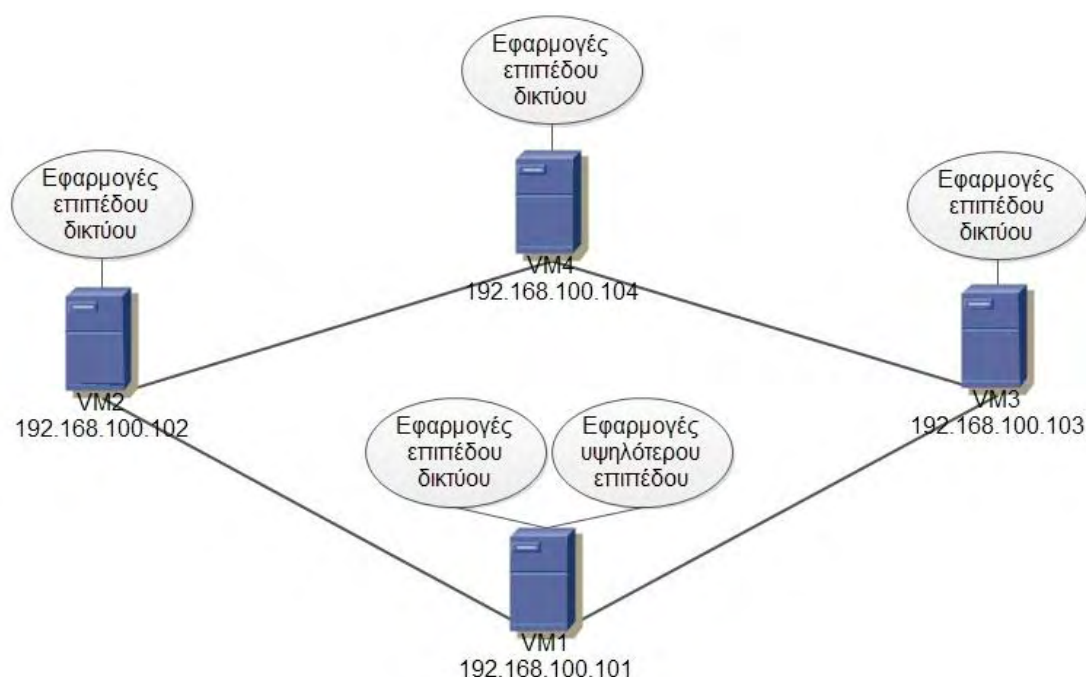 Εφαρμογές
επιπέδου
δικτύου
VM4
192.168.100.104
Εφαρμογές
επιπέδου
δικτύου
VM2
192.168.100.102
Εφαρμογές
επιπέδου
δικτύου
VM3
192.168.100.103
Εφαρμογές
επιπέδου
δικτύου
Εφαρμογές
υψηλότερου
επιπέδου
VM1
192.168.100.101